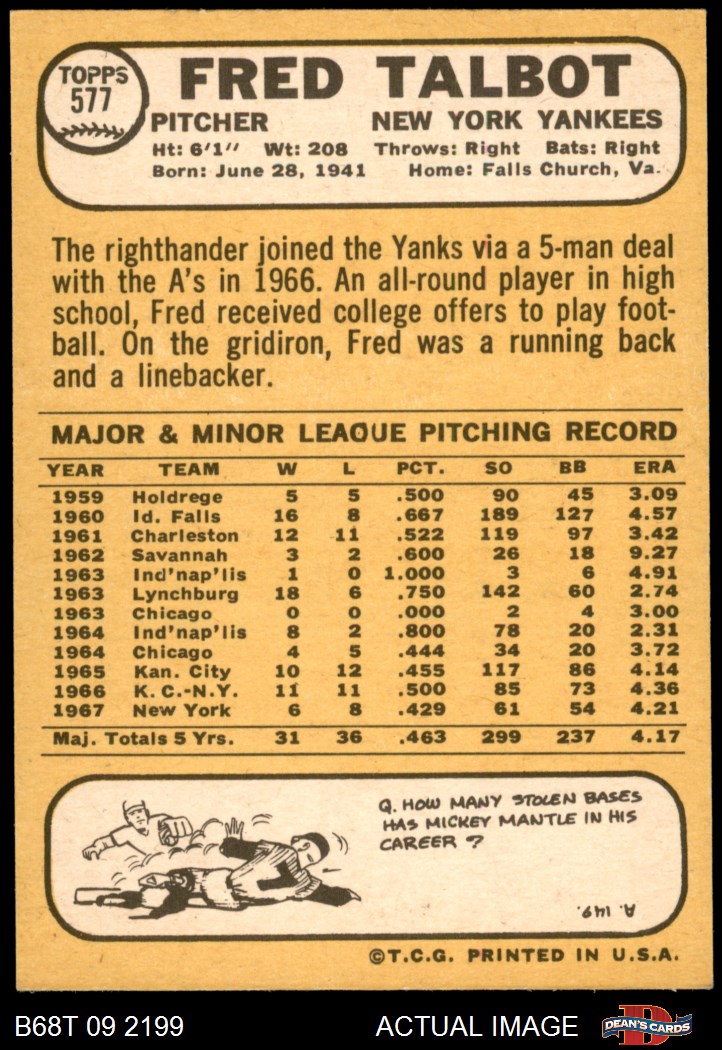 TOPPS
577
FRED TALBOT
PITCHER NEW YORK YANKEES
Ht: 6'1'' Wt: 208 Throws: Right Bats: Right
Born: June 28, 1941 Home: Falls Church, Va.
The righthander joined the Yanks via a 5-man deal
with the A's in 1966. An all-round player in high
school, Fred received college offers to play foot-
ball. On the gridiron, Fred was a running back
and a linebacker.
MAJOR & MINOR LEAGUE PITCHING RECORD
YEAR TEAM W L PCT. SO BB ERA
1959 Holdrege 5 5 .500 90 45 3.09
1960 Id. Falls 16 8 .667 189 127 4.57
1961 Charleston 12 11 .522 119 97 3.42
1962 Savannah 3 2 .600 26 18 9.27
1963 Ind'nap'lis 1 0 1.000 3 6 4.91
1963 Lynchburg 18 6 .750 142 60 2.74
1963 Chicago 0 0 .000 2 4 3.00
1964 Ind'nap'lis 8 2 .800 78 20 2.31
1964 Chicago 4 5 .444 34 20 3.72
1965 Kan. City 10 12 .455 117 86 4.14
1966 K. C.-N.Y. 11 11 .500 85 73 4.36
1967 New York 6 8 .429 61 54 4.21
Maj. Totals 5 Yrs. 31 36 .463 299 237 4.17
Q. HOW MANY STOLEN BASES
HAS MICKEY MANTLE IN HIS
CAREER ?
A. 149.
©T.C.G. PRINTED IN U.S.A.
B68T 09 2199 ACTUAL IMAGE DEAN'S CARDS